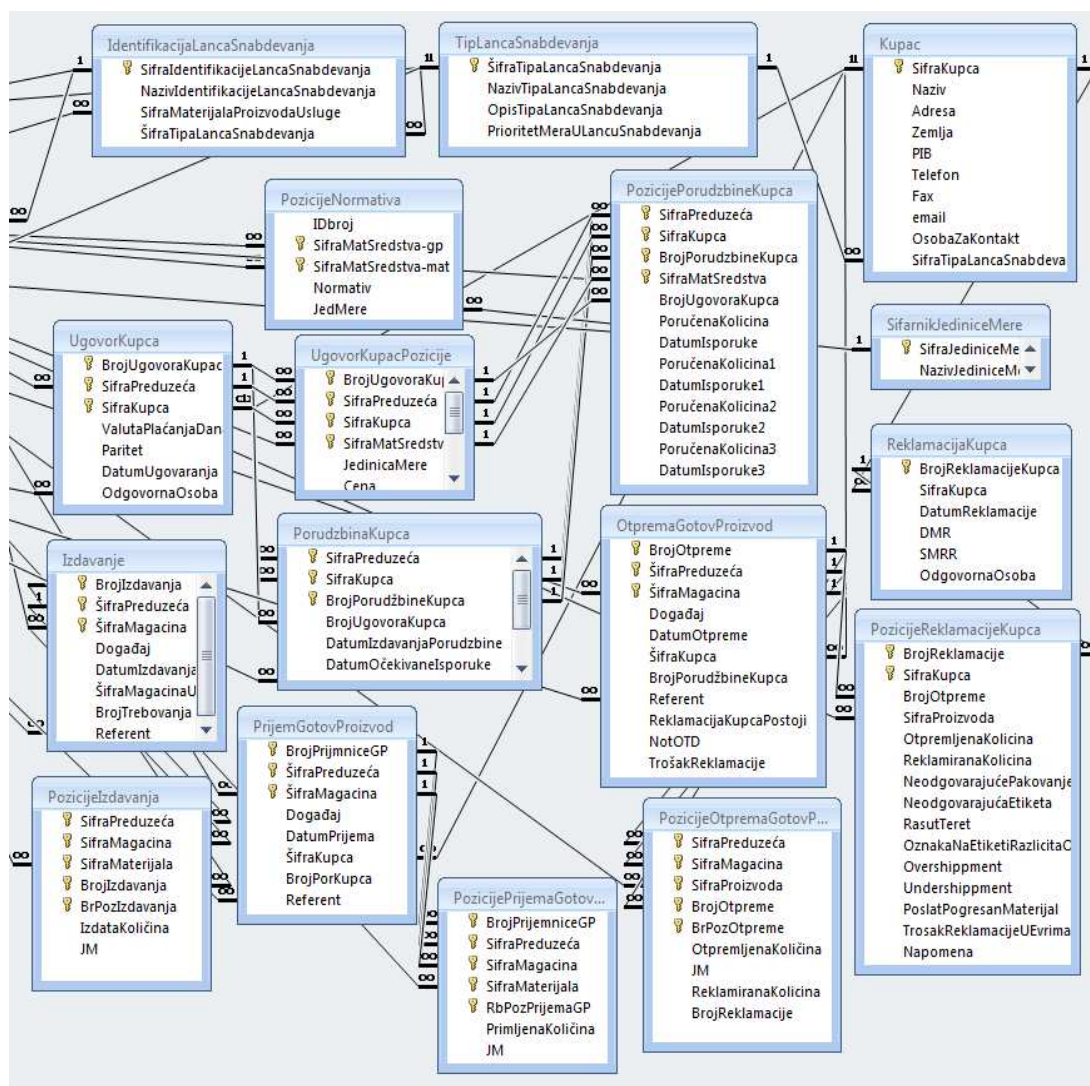 IdentifikacijaLancaSnabdevanja
SifraIdentifikacijeLancaSnabdevanja
NazivIdentifikacijeLancaSnabdevanja
SifraMaterijalaProizvodaUsluge
ŠifraTipaLancaSnabdevanja
TipLancaSnabdevanja
ŠifraTipaLancaSnabdevanja
NazivTipaLancaSnabdevanja
OpisTipaLancaSnabdevanja
PrioritetMeraULancuSnabdevanja
Kupac
SifraKupca
Naziv
Adresa
Zemlja
PIB
Telefon
Fax
email
OsobaZaKontakt
SifraTipaLancaSnabdeva
PozicijeNormativa
IDbroj
SifraMatSredstva-gp
SifraMatSredstva-mat
Normativ
JedMere
PozicijePorudzbineKupca
SifraPreduzeća
SifraKupca
BrojPorudzbineKupca
SifraMatSredstva
BrojUgovoraKupca
PoručenaKolicina
DatumIsporuke
PoručenaKolicina1
DatumIsporuke1
PoručenaKolicina2
DatumIsporuke2
PoručenaKolicina3
DatumIsporuke3
SifarnikJediniceMere
SifraJediniceMe
NazivJediniceM
UgovorKupca
BrojUgovoraKupac
SifraPreduzeća
SifraKupca
ValutaPlaćanjaDan
Paritet
DatumUgovaranja
OdgovornaOsoba
UgovorKupacPozicije
BrojUgovoraKu
SifraPreduzeća
SifraKupca
SifraMatSredstv
JedinicaMere
Cena
ReklamacijaKupca
BrojReklamacijeKupca
SifraKupca
DatumReklamacije
DMR
SMRR
OdgovornaOsoba
PorudzbinaKupca
SifraPreduzeća
SifraKupca
BrojPorudžbineKupca
BrojUgovoraKupca
DatumIzdavanjaPorudzbine
DatumOčekivaneIsporuke
OtpremaGotovProizvod
BrojOtpreme
ŠifraPreduzeća
ŠifraMagacina
Događaj
DatumOtpreme
ŠifraKupca
BrojPorudžbineKupca
Referent
ReklamacijaKupcaPostoji
NotOTD
TrošakReklamacije
Izdavanje
BrojIzdavanja
ŠifraPreduzeća
ŠifraMagacina
Događaj
DatumIzdavanja
ŠifraMagacinaU
BrojTrebovanja
Referent
PozicijeReklamacijeKupca
BrojReklamacije
SifraKupca
BrojOtpreme
SifraProizvoda
OtpremljenaKolicina
ReklamiranaKolicina
NeodgovarajućePakovanje
NeodgovarajućaEtiketa
RasutTeret
OznakaNaEtiketiRazlicitaO
Overshippment
Undershippment
PoslatPogresanMaterijal
TrosakReklamacijeUEvrima
Napomena
PrijemGotovProizvod
BrojPrijmniceGP
ŠifraPreduzeća
ŠifraMagacina
Događaj
DatumPrijema
ŠifraKupca
BrojPorKupca
Referent
PozicijeIzdavanja
SifraPreduzeća
SifraMagacina
SifraMaterijala
BrojIzdavanja
BrPozIzdavanja
IzdataKoličina
JM
PozicijePrijemaGotov...
BrojPrijemniceGP
SifraPreduzeća
SifraMagacina
SifraMaterijala
RbPozPrijemaGP
PrimljenaKoličina
JM
PozicijeOtpremaGotovP...
SifraPreduzeća
SifraMagacina
SifraProizvoda
BrojOtpreme
BrPozOtpreme
OtpremljenaKoličina
JM
ReklamiranaKolicina
BrojReklamacije